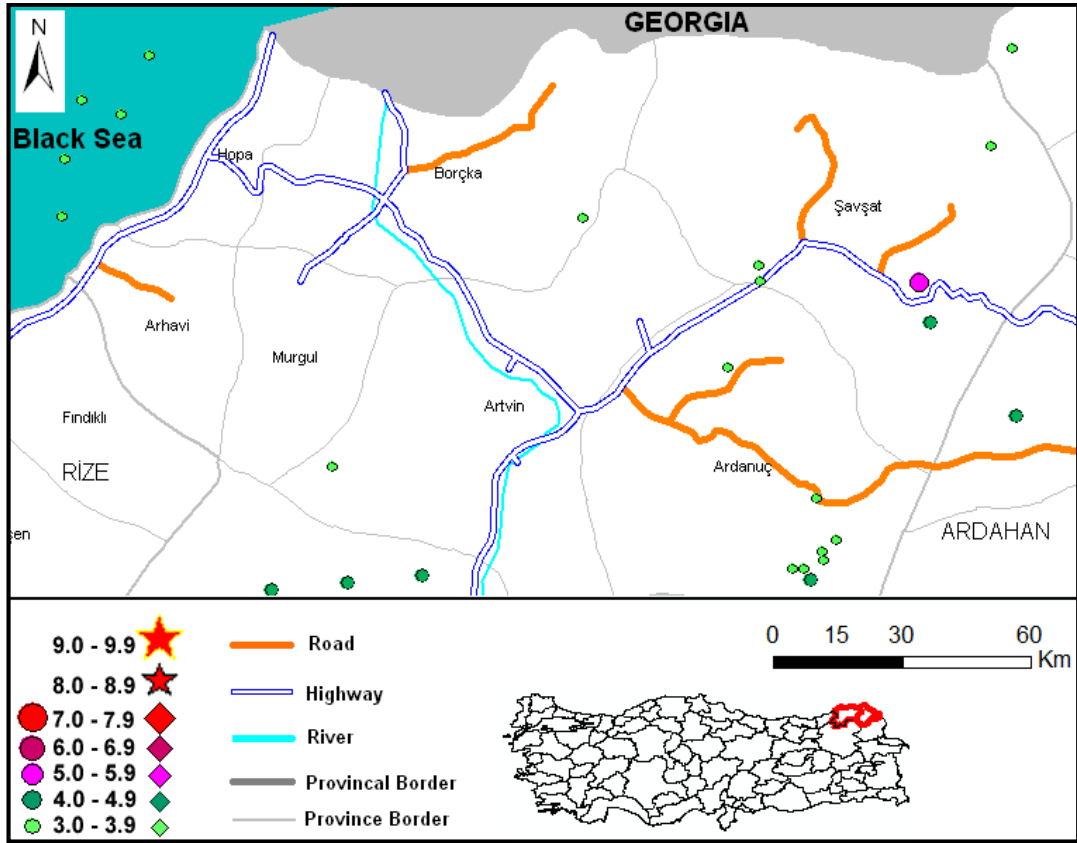 GEORGIA
N
Black Sea
Hopa
Borçka
Şavşat
Arhavi
Murgul
Artvin
Fındıklı
RİZE
Ardanuç
şen
ARDAHAN
9.0 - 9.9
8.0 - 8.9
7.0 - 7.9
6.0 - 6.9
5.0 - 5.9
4.0 - 4.9
3.0 - 3.9
Road
Highway
River
Provincal Border
Province Border
0 15 30 60
Km